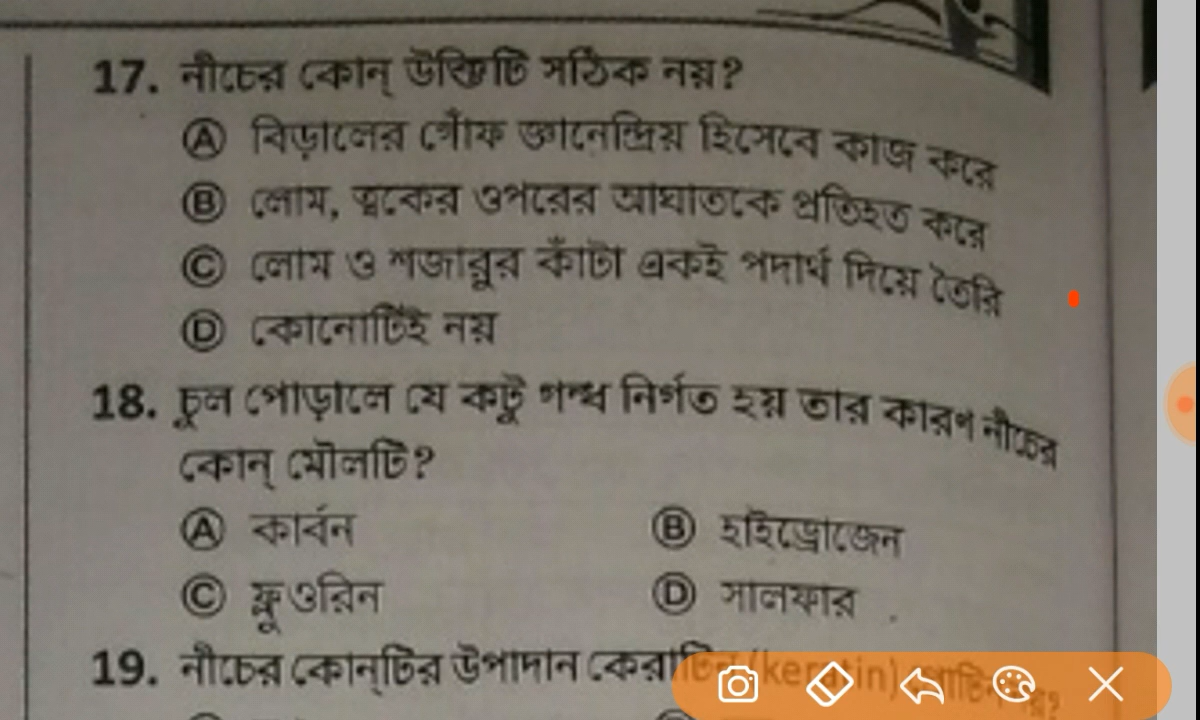 17. নীচের কোন্ উক্তিটি সঠিক নয়?
Ⓐ বিড়ালের গোঁফ জ্ঞানেন্দ্রিয় হিসেবে কাজ করে
Ⓑ লোম, ত্বকের ওপরের আঘাতকে প্রতিহত করে
Ⓒ লোম ও শজারুর কাঁটা একই পদার্থ দিয়ে তৈরি
Ⓓ কোনোটিই নয়
18. চুল পোড়ালে যে কটু গন্ধ নির্গত হয় তার কারণ নীচের
কোন্ মৌলটি?
Ⓐ কার্বন Ⓑ হাইড্রোজেন
Ⓒ ফ্লুওরিন Ⓓ সালফার
19. নীচের কোন্‌টির উপাদান কেরাটিন (keratin)